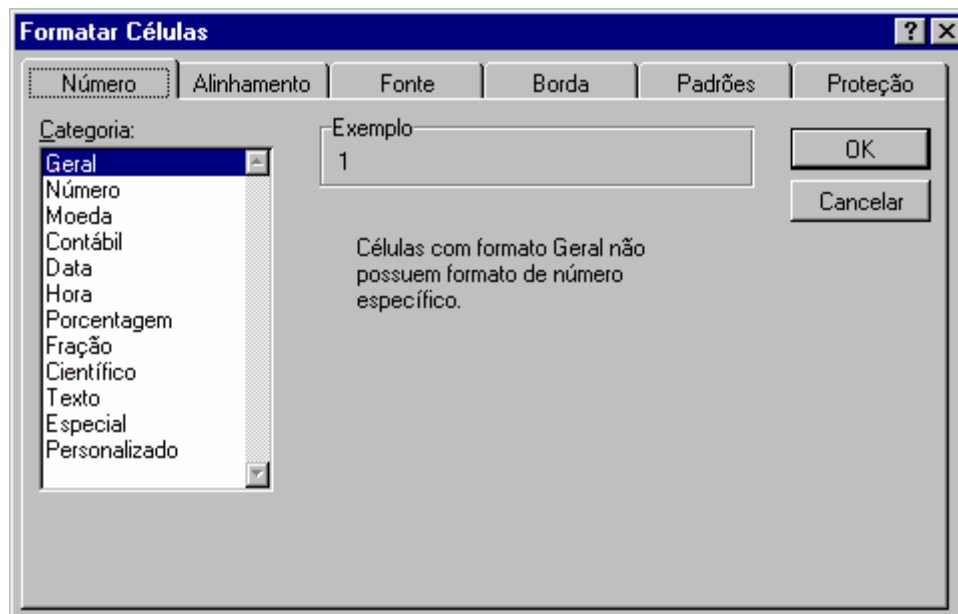 Formatar Células
Número Alinhamento Fonte Borda Padrões Proteção
Categoria:
Geral
Número
Moeda
Contábil
Data
Hora
Porcentagem
Fração
Científico
Texto
Especial
Personalizado
Exemplo
1
Células com formato Geral não
possuem formato de número
específico.
OK
Cancelar